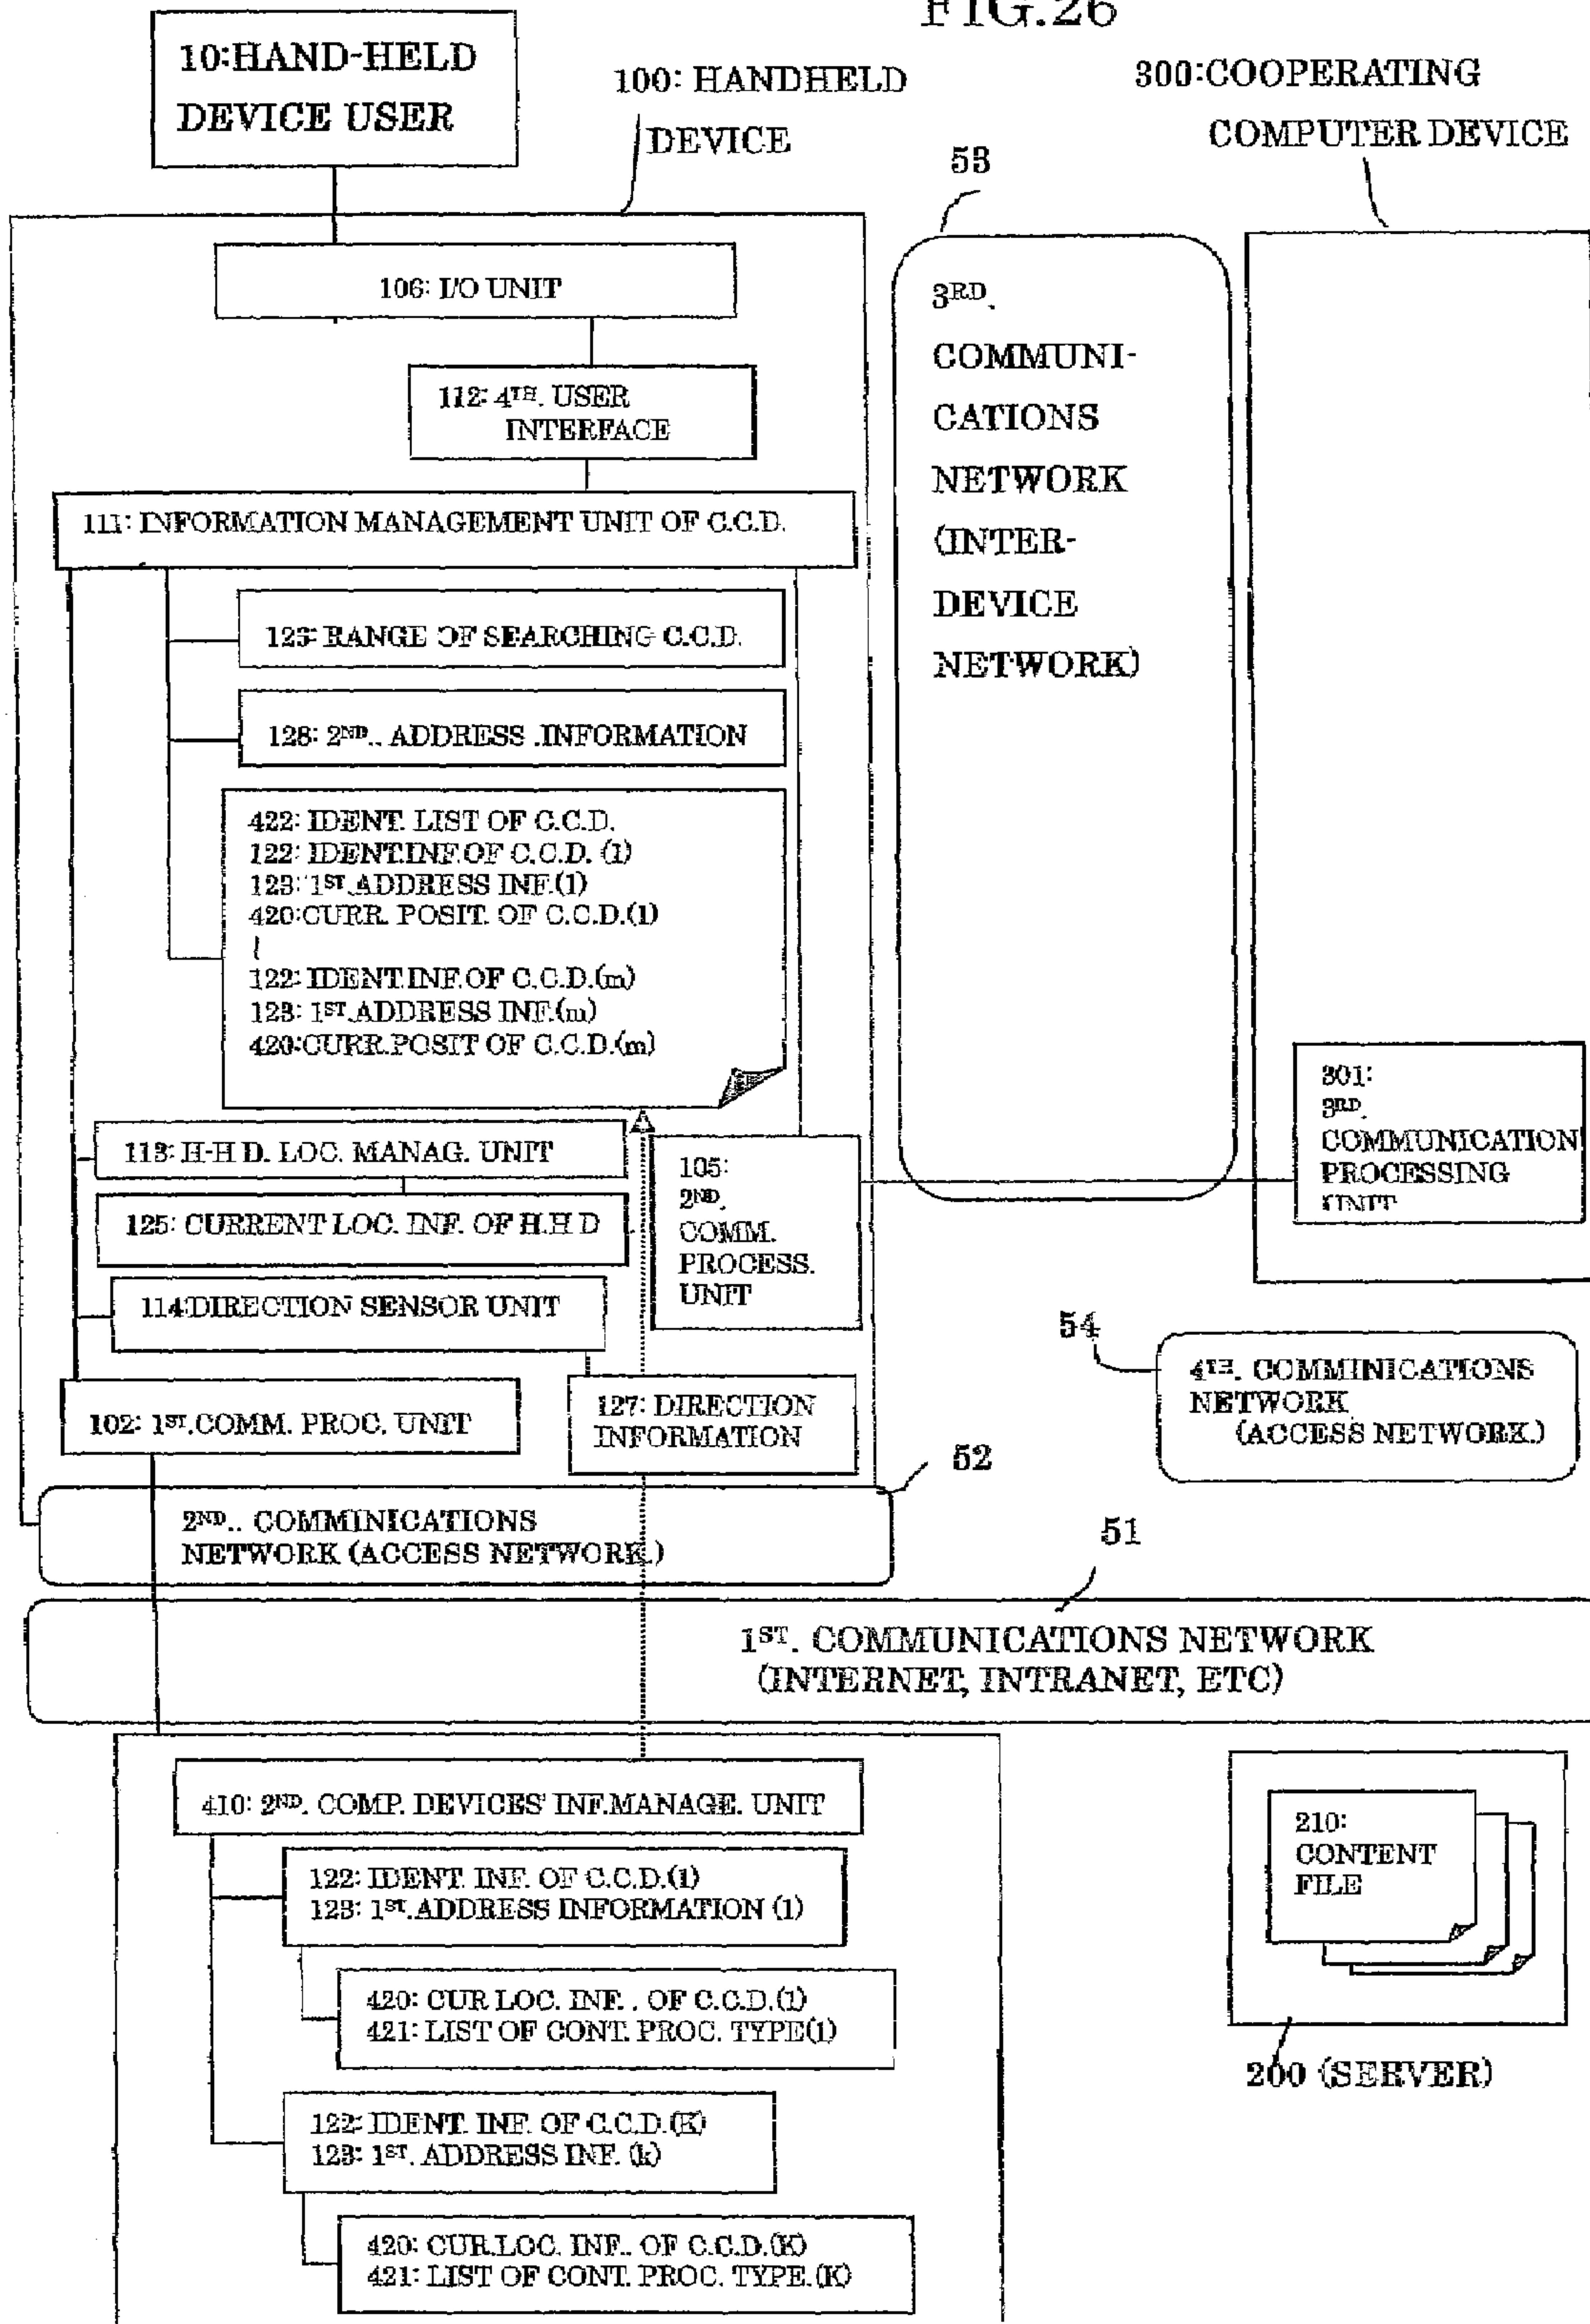 FIG.26
10:HAND-HELD
DEVICE USER
100: HANDHELD
DEVICE
300:COOPERATING
COMPUTER DEVICE
53
106: I/O UNIT
112: 4TH. USER
INTERFACE
111: INFORMATION MANAGEMENT UNIT OF C.C.D.
126: RANGE OF SEARCHING C.C.D.
128: 2ND.. ADDRESS .INFORMATION
422: IDENT. LIST OF C.C.D.
122: IDENT.INF.OF C.C.D. (1)
123: 1ST.ADDRESS INF.(1)
420:CURR. POSIT. OF C.C.D.(1)
~
122: IDENT.INF.OF C.C.D.(m)
123: 1ST.ADDRESS INF.(m)
420:CURR.POSIT OF C.C.D.(m)
3RD.
COMMUNI-
CATIONS
NETWORK
(INTER-
DEVICE
NETWORK)
301:
3RD.
COMMUNICATION
PROCESSING
UNIT
113: H-H D. LOC. MANAG. UNIT
125: CURRENT LOC. INF. OF H.H D
105:
2ND.
COMM.
PROCESS.
UNIT
114:DIRECTION SENSOR UNIT
102: 1ST.COMM. PROC. UNIT
127: DIRECTION
INFORMATION
54
4TH. COMMINICATIONS
NETWORK
(ACCESS NETWORK.)
52
2ND.. COMMINICATIONS
NETWORK (ACCESS NETWORK.)
51
1ST. COMMUNICATIONS NETWORK
(INTERNET, INTRANET, ETC)
410: 2ND. COMP. DEVICES' INF.MANAGE. UNIT
122: IDENT. INF. OF C.C.D.(1)
123: 1ST.ADDRESS INFORMATION (1)
420: CUR LOC. INF. . OF C.C.D.(1)
421: LIST OF CONT. PROC. TYPE(1)
122: IDENT. INF. OF C.C.D.(K)
123: 1ST. ADDRESS INF. (k)
420: CUR.LOC. INF.. OF C.C.D.(K)
421: LIST OF CONT. PROC. TYPE.(K)
210:
CONTENT
FILE
200 (SERVER)